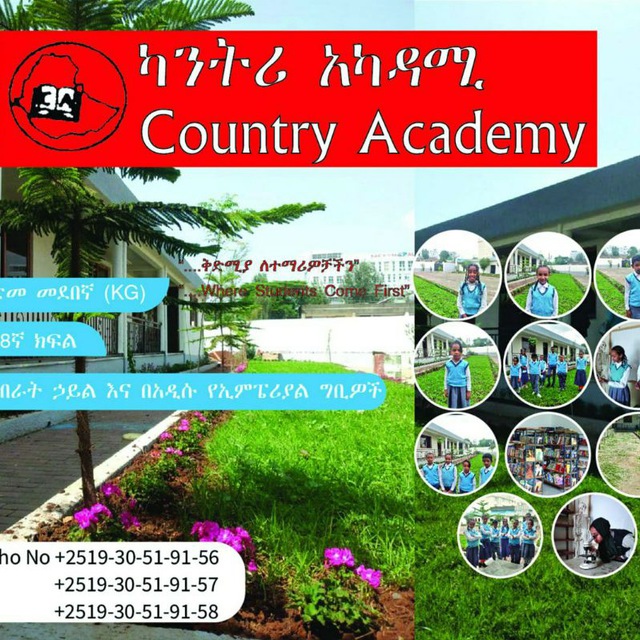 ካንትሪ አካዳሚ
Country Academy
"....ቅድሚያ ለተማሪዎቻችን"
"....Where Students Come First"
መደበኛ (KG)
8ኛ ክፍል
ኃይል እና በአዲሱ የኢምፔሪያል ግቢዎች
No +2519-30-51-91-56
+2519-30-51-91-57
+2519-30-51-91-58